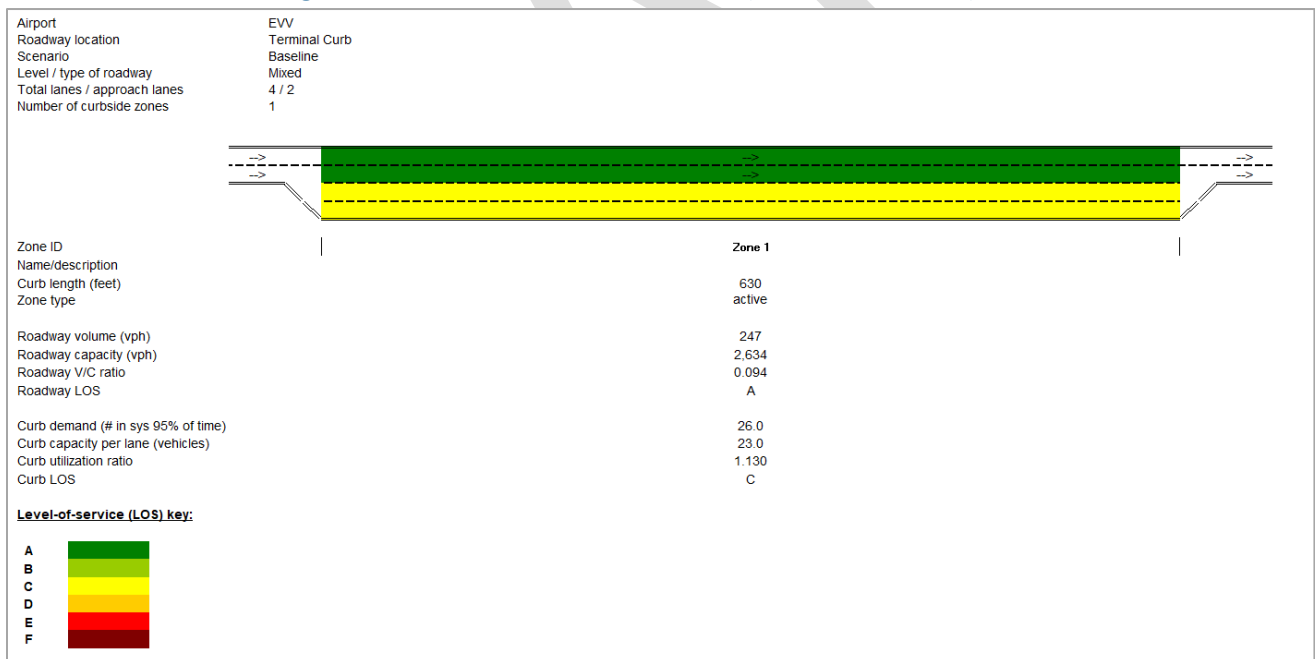 Airport EVV
Roadway location Terminal Curb
Scenario Baseline
Level / type of roadway Mixed
Total lanes / approach lanes 4 / 2
Number of curbside zones 1
--> --> -->
--> --> -->
Zone ID Zone 1
Name/description
Curb length (feet) 630
Zone type active
Roadway volume (vph) 247
Roadway capacity (vph) 2,634
Roadway V/C ratio 0.094
Roadway LOS A
Curb demand (# in sys 95% of time) 26.0
Curb capacity per lane (vehicles) 23.0
Curb utilization ratio 1.130
Curb LOS C
Level-of-service (LOS) key:
A
B
C
D
E
F